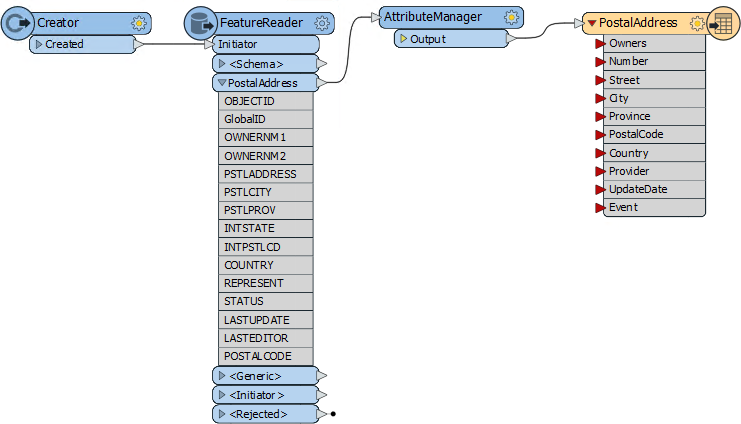 Creator
Created
FeatureReader
Initiator
<Schema>
PostalAddress
OBJECTID
GlobalID
OWNERNM1
OWNERNM2
PSTLADDRESS
PSTLCITY
PSTLPROV
INTSTATE
INTPSTLCD
COUNTRY
REPRESENT
STATUS
LASTUPDATE
LASTEDITOR
POSTALCODE
<Generic>
<Initiator>
<Rejected>
AttributeManager
Output
PostalAddress
Owners
Number
Street
City
Province
PostalCode
Country
Provider
UpdateDate
Event